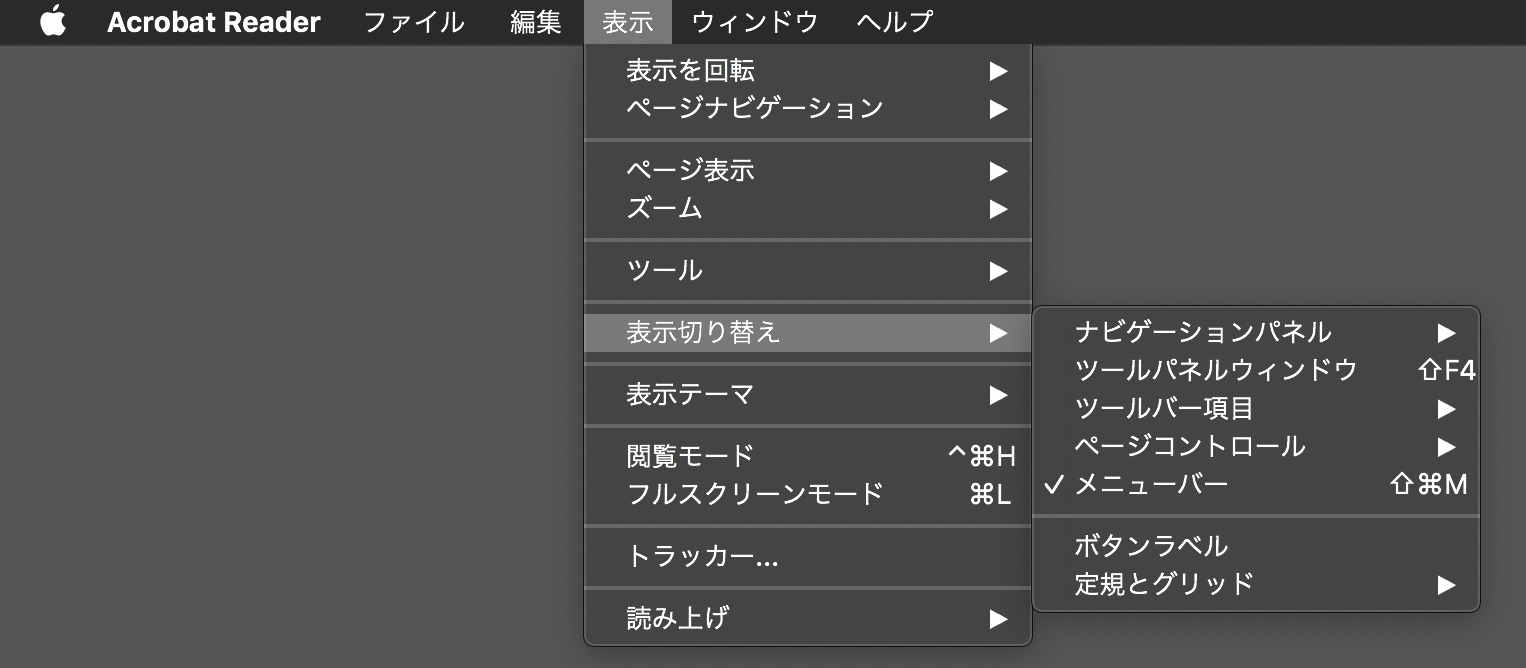 Acrobat Reader ファイル 編集 表示 ウィンドウ ヘルプ
表示を回転 ▶
ページナビゲーション ▶
ページ表示 ▶
ズーム ▶
ツール ▶
表示切り替え ▶
表示テーマ ▶
閲覧モード ^⌘H
フルスクリーンモード ⌘L
トラッカー...
読み上げ ▶
ナビゲーションパネル ▶
ツールパネルウィンドウ ⇧F4
ツールバー項目 ▶
ページコントロール ▶
✓ メニューバー ⇧⌘M
ボタンラベル
定規とグリッド ▶